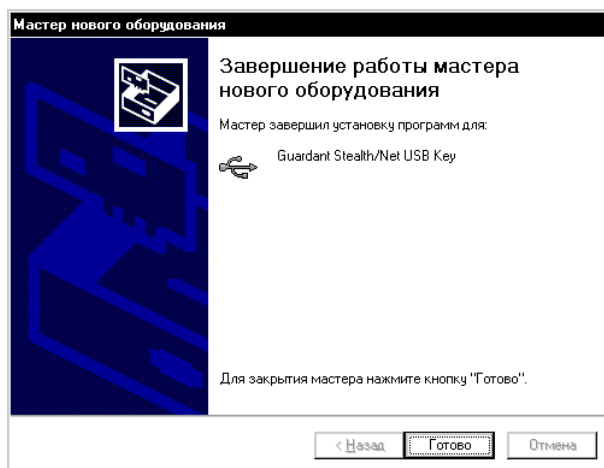 Мастер нового оборудования
Завершение работы мастера
нового оборудования
Мастер завершил установку программ для:
Guardant Stealth/Net USB Key
Для закрытия мастера нажмите кнопку "Готово".
< Назад
Готово
Отмена